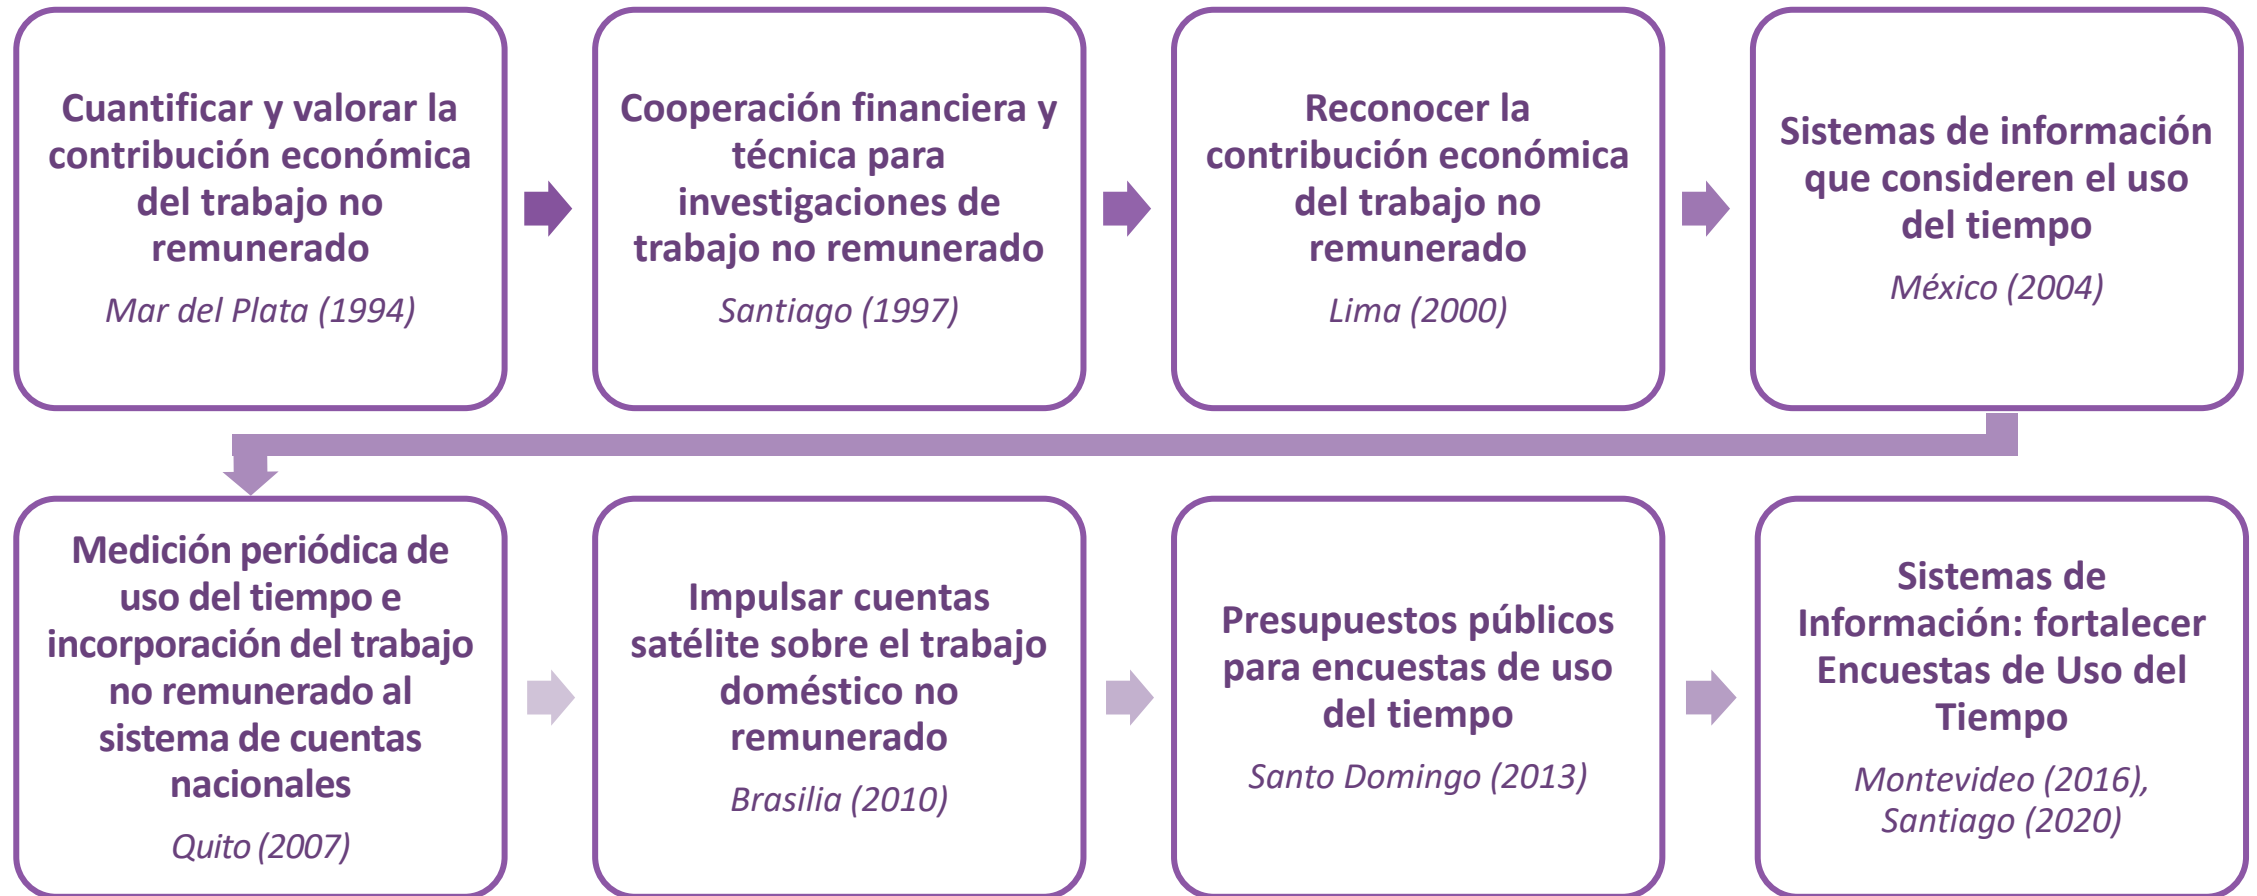 Cuantificar y valorar la
contribución económica
del trabajo no
remunerado
Mar del Plata (1994)
Cooperación financiera y
técnica para
investigaciones de
trabajo no remunerado
Santiago (1997)
Reconocer la
contribución económica
del trabajo no
remunerado
Lima (2000)
Sistemas de información
que consideren el uso
del tiempo
México (2004)
Medición periódica de
uso del tiempo e
incorporación del trabajo
no remunerado al
sistema de cuentas
nacionales
Quito (2007)
Impulsar cuentas
satélite sobre el trabajo
doméstico no
remunerado
Brasilia (2010)
Presupuestos públicos
para encuestas de uso
del tiempo
Santo Domingo (2013)
Sistemas de
Información: fortalecer
Encuestas de Uso del
Tiempo
Montevideo (2016),
Santiago (2020)